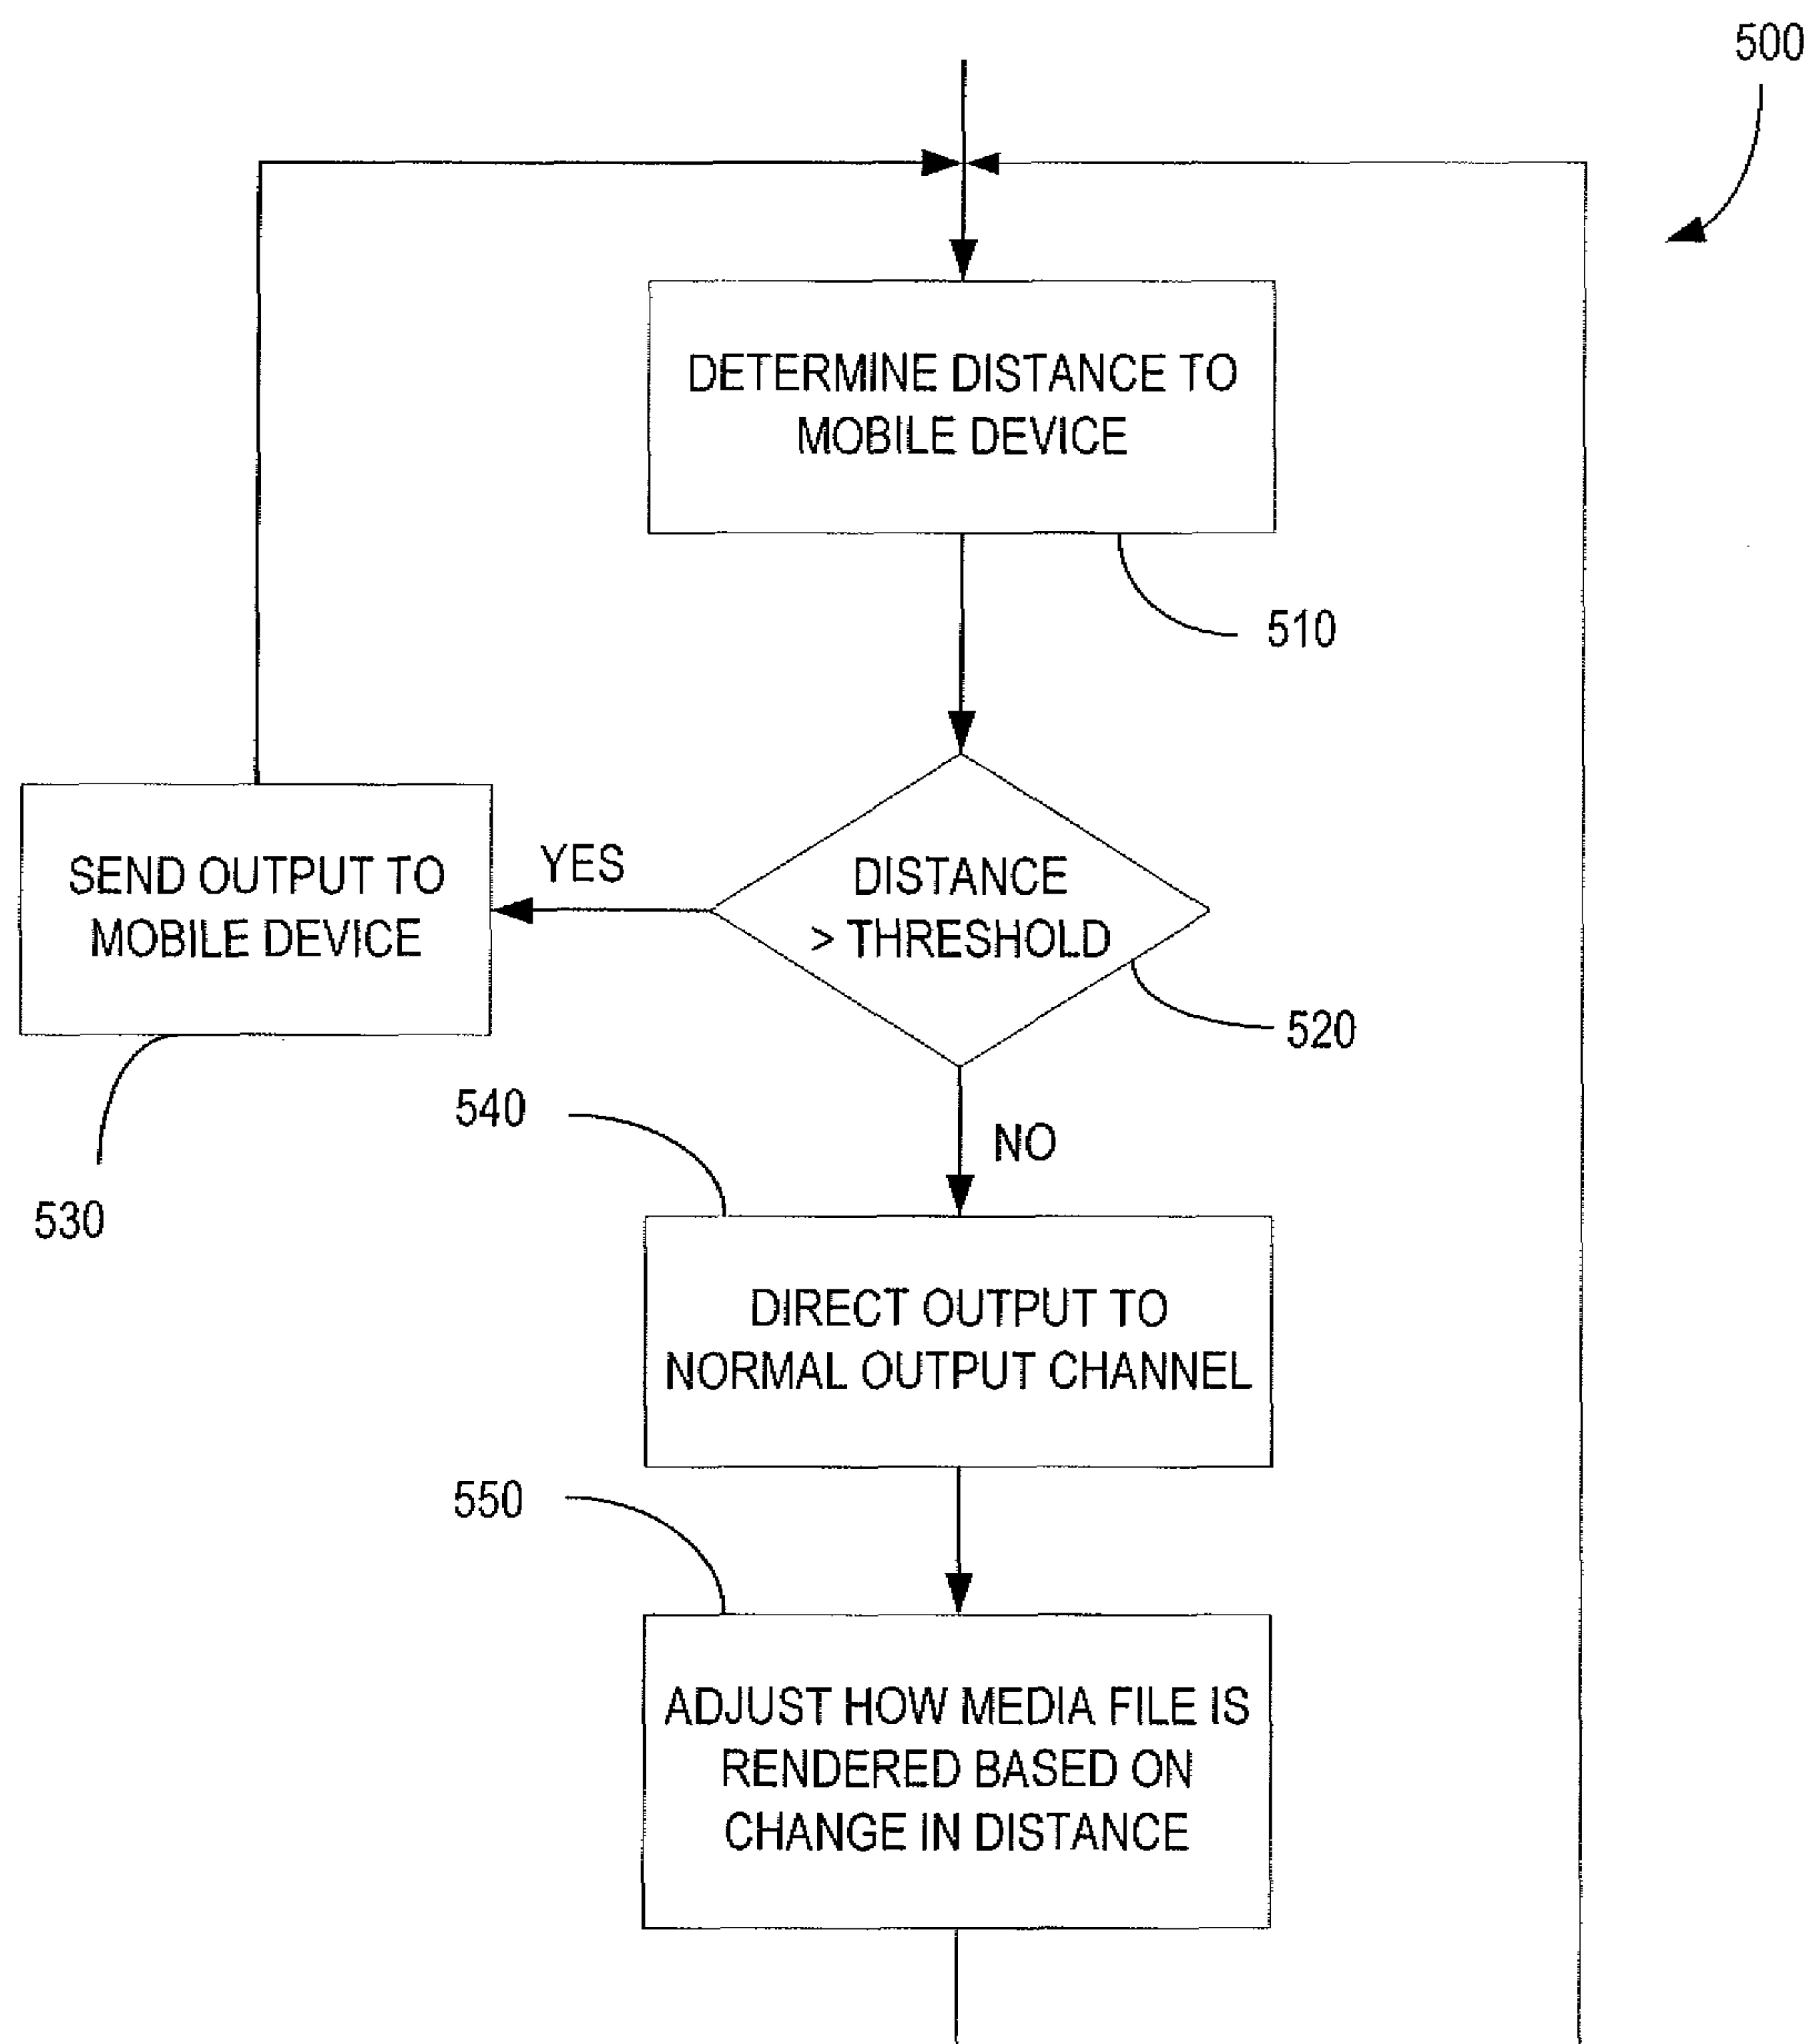 500
DETERMINE DISTANCE TO
MOBILE DEVICE
510
SEND OUTPUT TO
MOBILE DEVICE
YES
DISTANCE
> THRESHOLD
520
530
540
NO
DIRECT OUTPUT TO
NORMAL OUTPUT CHANNEL
550
ADJUST HOW MEDIA FILE IS
RENDERED BASED ON
CHANGE IN DISTANCE